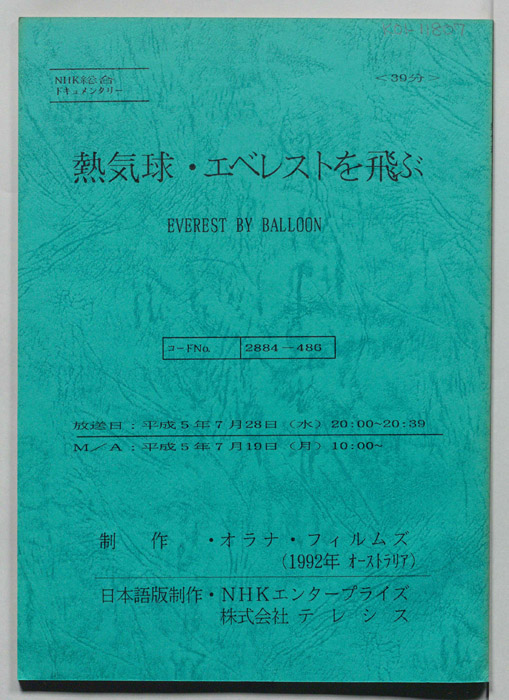 NHK総合
ドキュメンタリー
<39分>
熱気球・エベレストを飛ぶ
EVEREST BY BALLOON
コードNo. 2884-486
放送日：平成5年7月28日（水）20:00~20:39
M／A：平成5年7月19日（月）10:00~
制作・オラナ・フィルムズ
(1992年 オーストラリア)
日本語版制作・NHKエンタープライズ
株式会社 テレシス